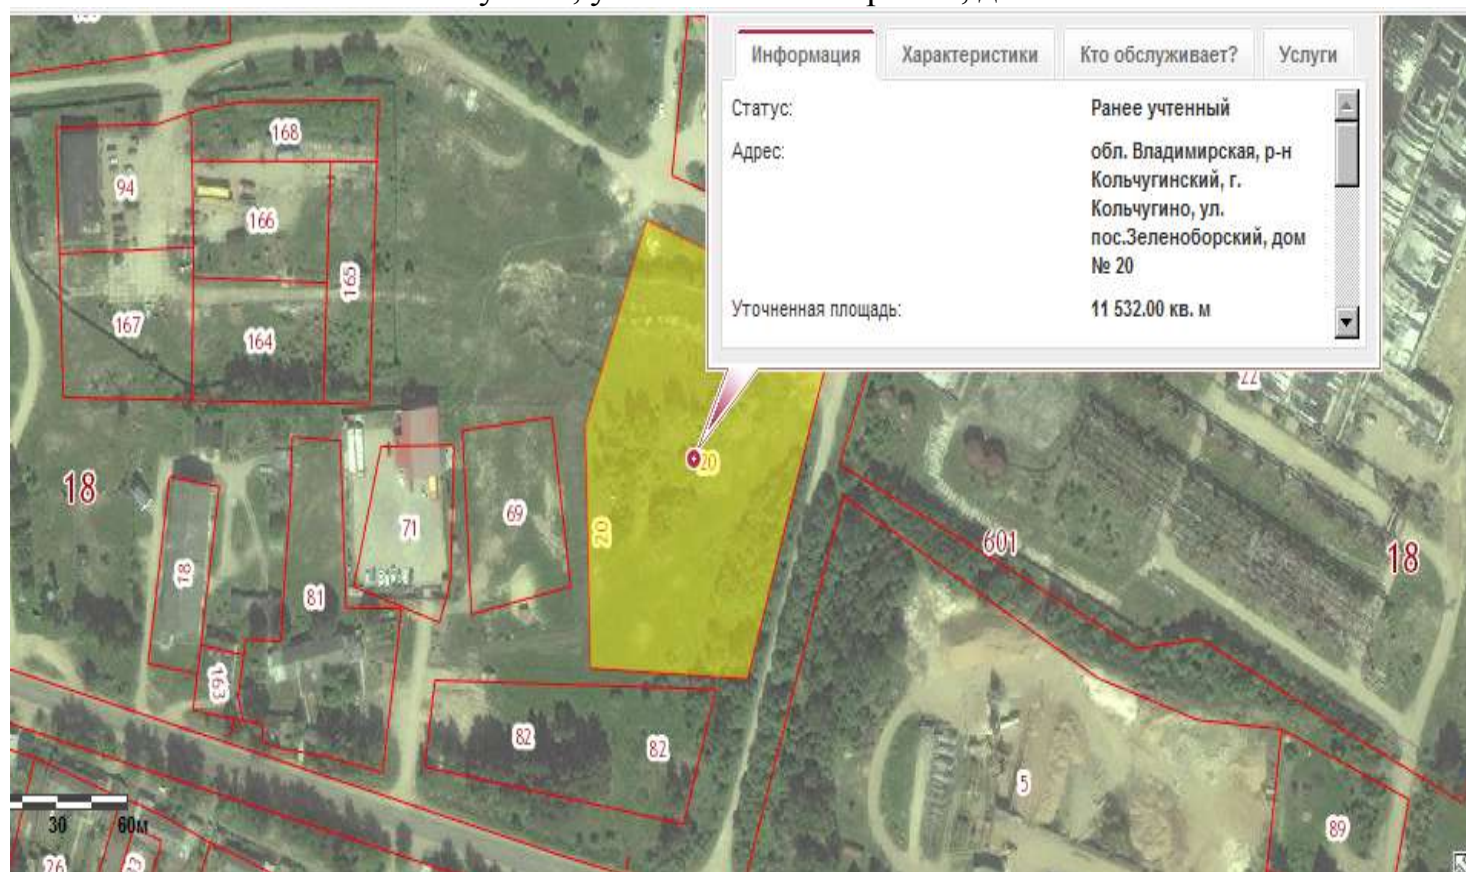 Информация Характеристики Кто обслуживает? Услуги
Статус: Ранее учтенный
Адрес: обл. Владимирская, р-н
Кольчугинский, г.
Кольчугино, ул.
пос.Зеленоборский, дом
№ 20
Уточненная площадь: 11 532.00 кв. м
168
94
166
165
167
164
22
20
18
69
71
20
601
18
18
81
163
82
82
5
89
30 60м
26